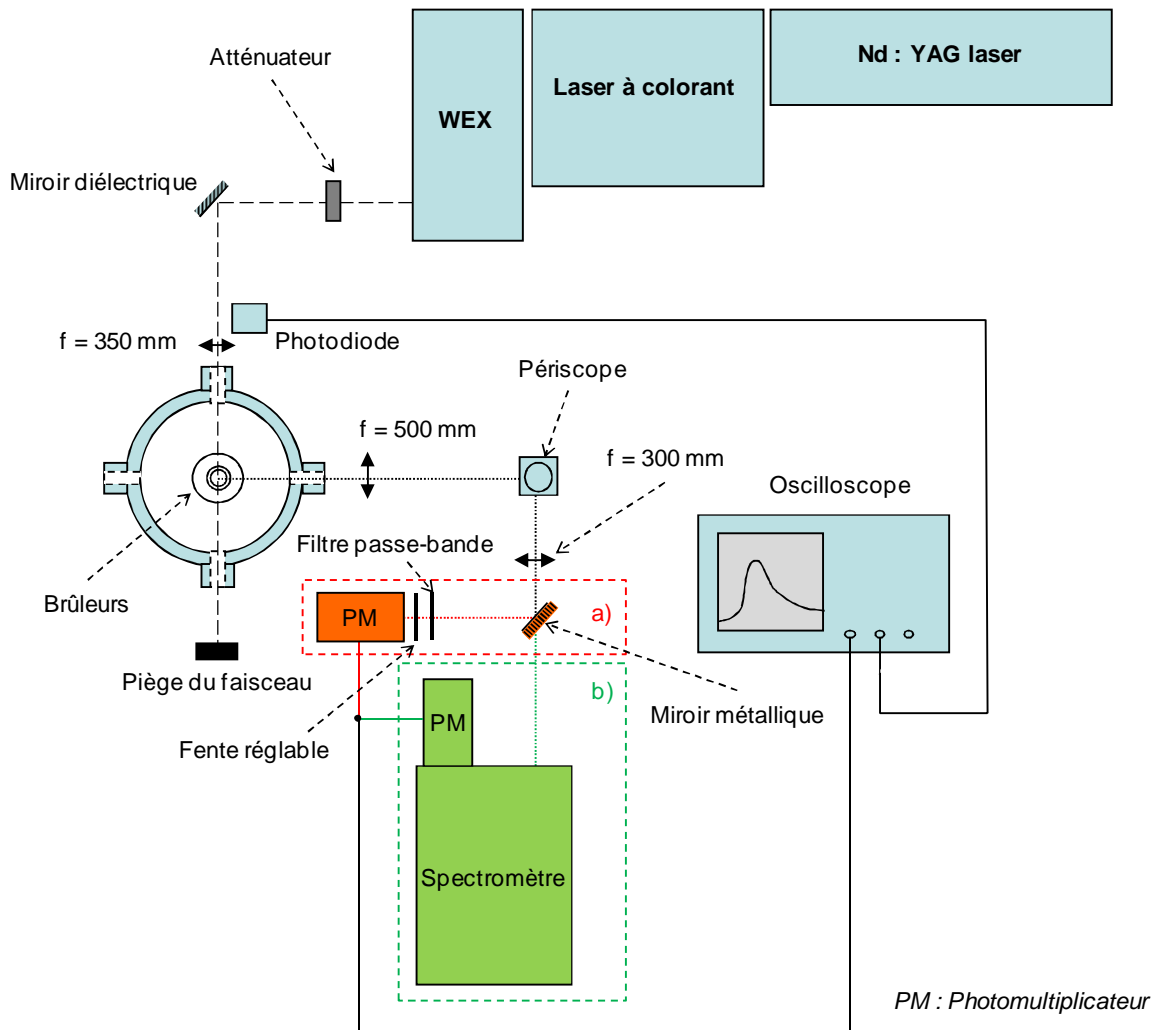 Atténuateur
WEX
Laser à colorant
Nd : YAG laser
Miroir diélectrique
f = 350 mm
Photodiode
Périscope
f = 500 mm
f = 300 mm
Oscilloscope
Filtre passe-bande
Brûleurs
PM
a)
Piège du faisceau
b)
PM
Miroir métallique
Fente réglable
Spectromètre
PM : Photomultiplicateur